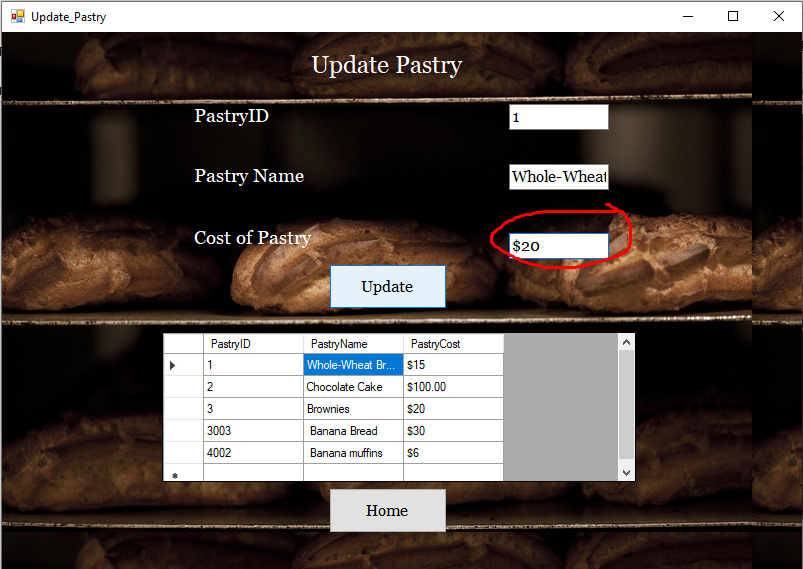 Update_Pastry
Update Pastry
PastryID 1
Pastry Name Whole-Wheat
Cost of Pastry $20
Update
PastryID PastryName PastryCost
1 Whole-Wheat Br... $15
2 Chocolate Cake $100.00
3 Brownies $20
3003 Banana Bread $30
4002 Banana muffins $6
Home